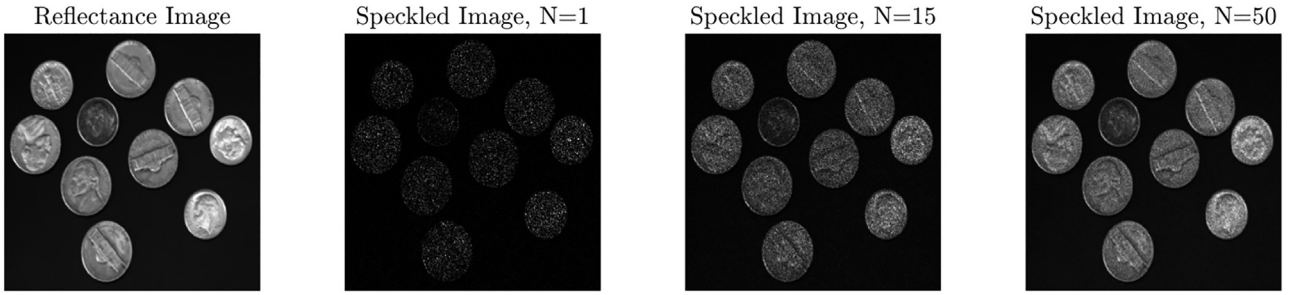 Reflectance Image
Speckled Image, N=1
Speckled Image, N=15
Speckled Image, N=50